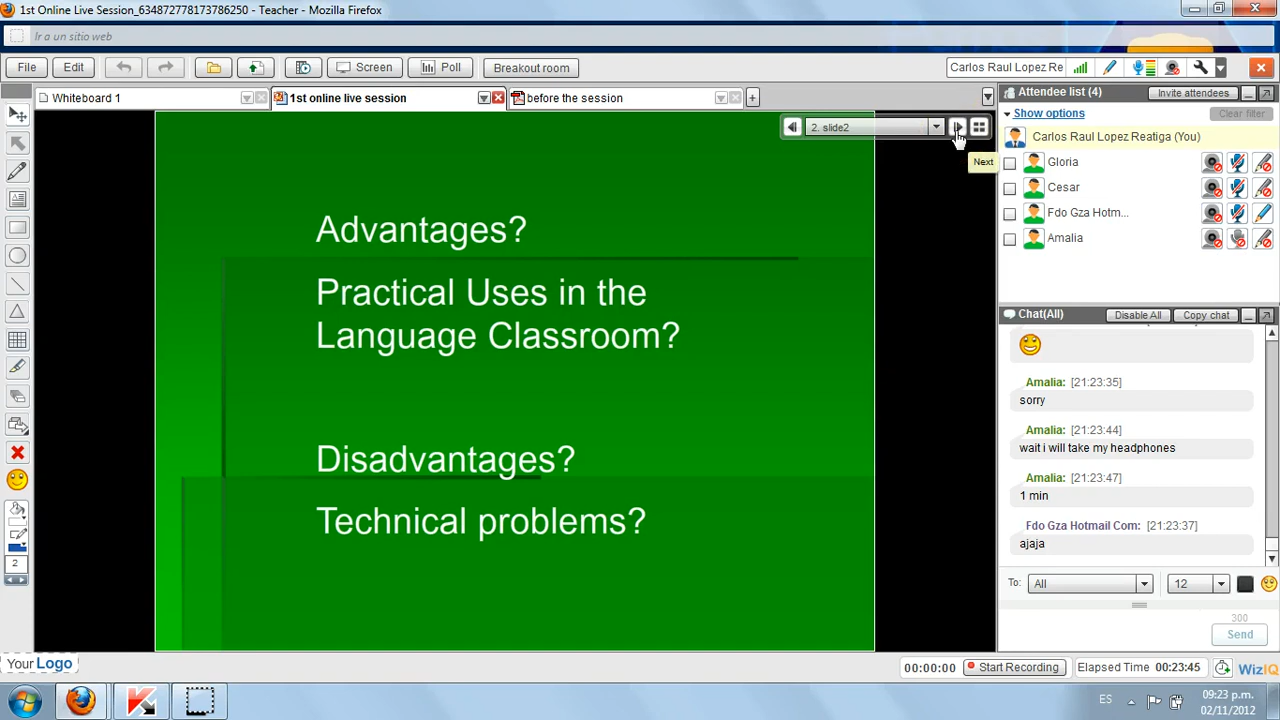 1st Online Live Session_634872778173786250 - Teacher - Mozilla Firefox
Ir a un sitio web
File Edit Screen Poll Breakout room Carlos Raul Lopez Re
Whiteboard 1 1st online live session before the session
2. slide2
Next
Advantages?
Practical Uses in the
Language Classroom?
Disadvantages?
Technical problems?
Attendee list (4) Invite attendees
Show options Clear filter
Carlos Raul Lopez Reatiga (You)
Gloria
Cesar
Fdo Gza Hotm...
Amalia
Chat(All) Disable All Copy chat
Amalia: [21:23:35]
sorry
Amalia: [21:23:44]
wait i will take my headphones
Amalia: [21:23:47]
1 min
Fdo Gza Hotmail Com: [21:23:37]
ajaja
To: All 12
300
Send
2
Your Logo 00:00:00 Start Recording Elapsed Time 00:23:45 WizIQ
ES 09:23 p.m.
02/11/2012